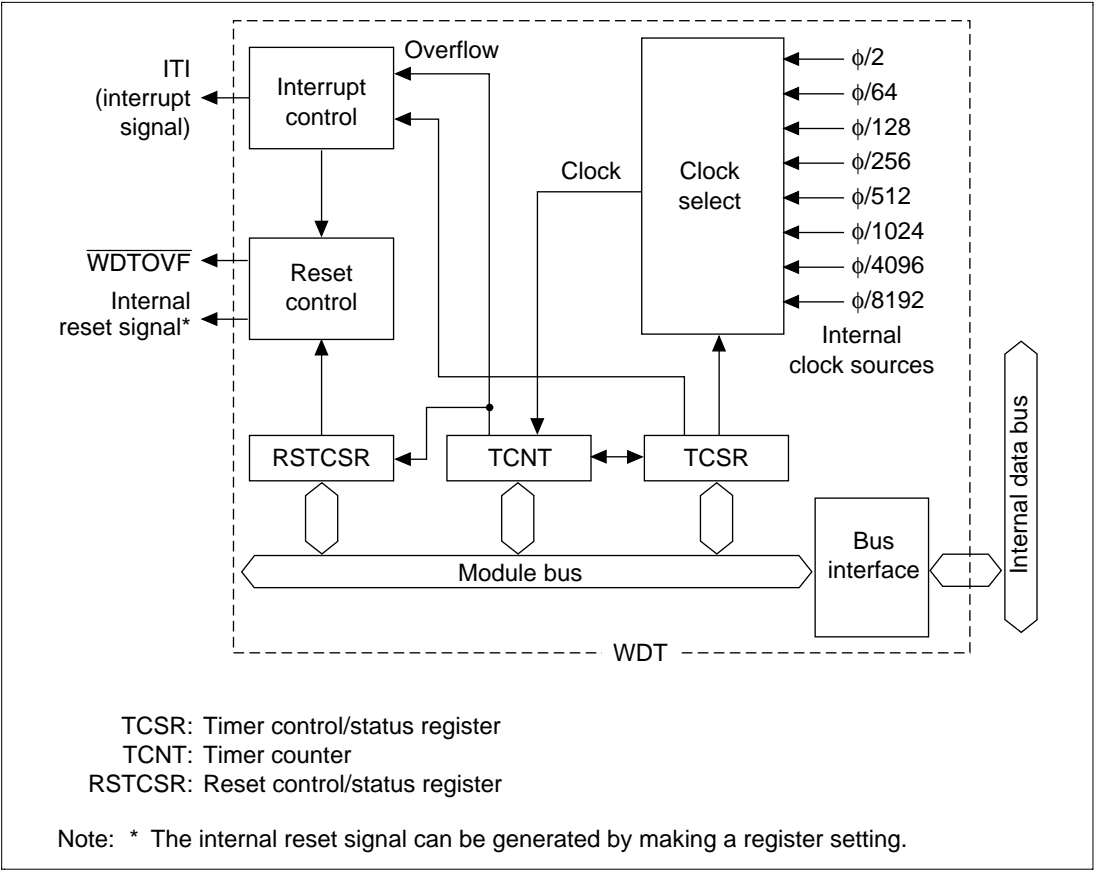 Overflow
ITI
(interrupt
signal)
Interrupt
control
WDTOVF
Internal
reset signal*
Reset
control
Clock
Clock
select
ϕ/2
ϕ/64
ϕ/128
ϕ/256
ϕ/512
ϕ/1024
ϕ/4096
ϕ/8192
Internal
clock sources
RSTCSR
TCNT
TCSR
Module bus
Bus
interface
Internal data bus
WDT
TCSR: Timer control/status register
TCNT: Timer counter
RSTCSR: Reset control/status register
Note: * The internal reset signal can be generated by making a register setting.